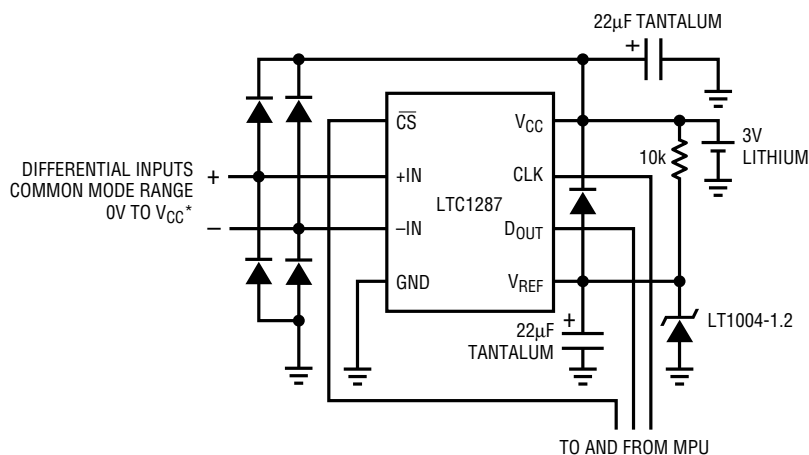 22µF TANTALUM
+
CS
VCC
3V
LITHIUM
10k
DIFFERENTIAL INPUTS
COMMON MODE RANGE
0V TO VCC*
+
–
+IN
CLK
LTC1287
–IN
DOUT
GND
VREF
LT1004-1.2
22µF
TANTALUM
+
TO AND FROM MPU